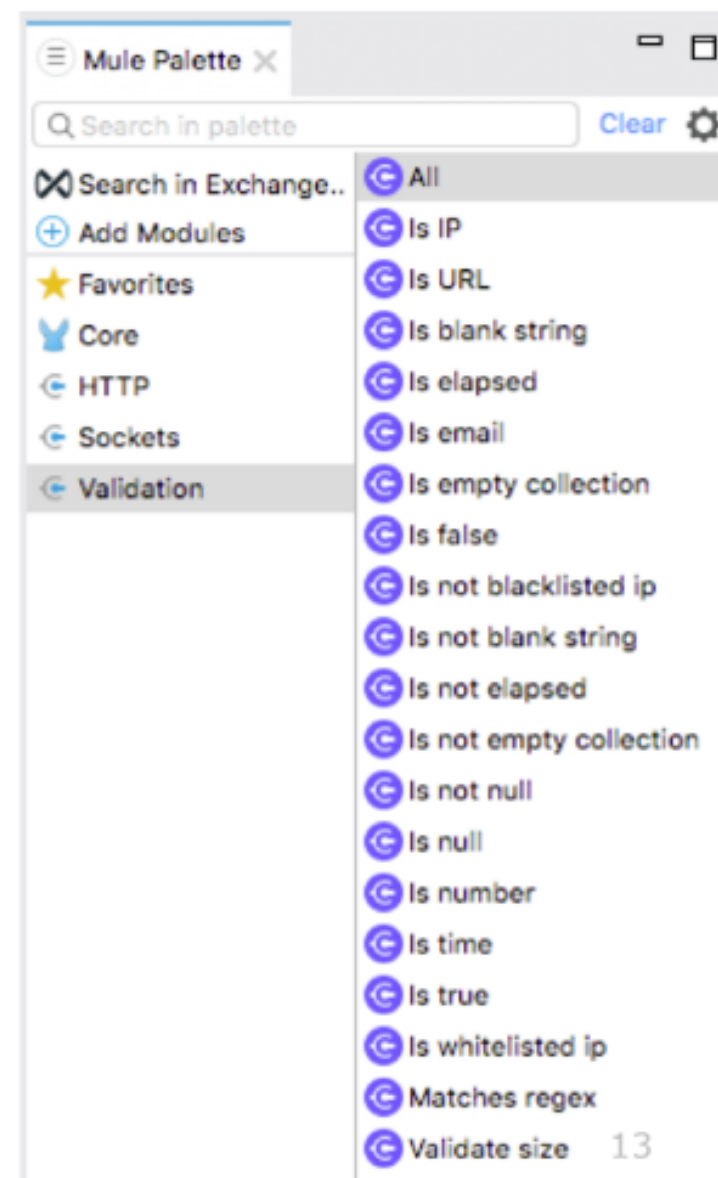 Mule Palette
Search in palette Clear
Search in Exchange..
Add Modules
Favorites
Core
HTTP
Sockets
Validation
All
Is IP
Is URL
Is blank string
Is elapsed
Is email
Is empty collection
Is false
Is not blacklisted ip
Is not blank string
Is not elapsed
Is not empty collection
Is not null
Is null
Is number
Is time
Is true
Is whitelisted ip
Matches regex
Validate size 13